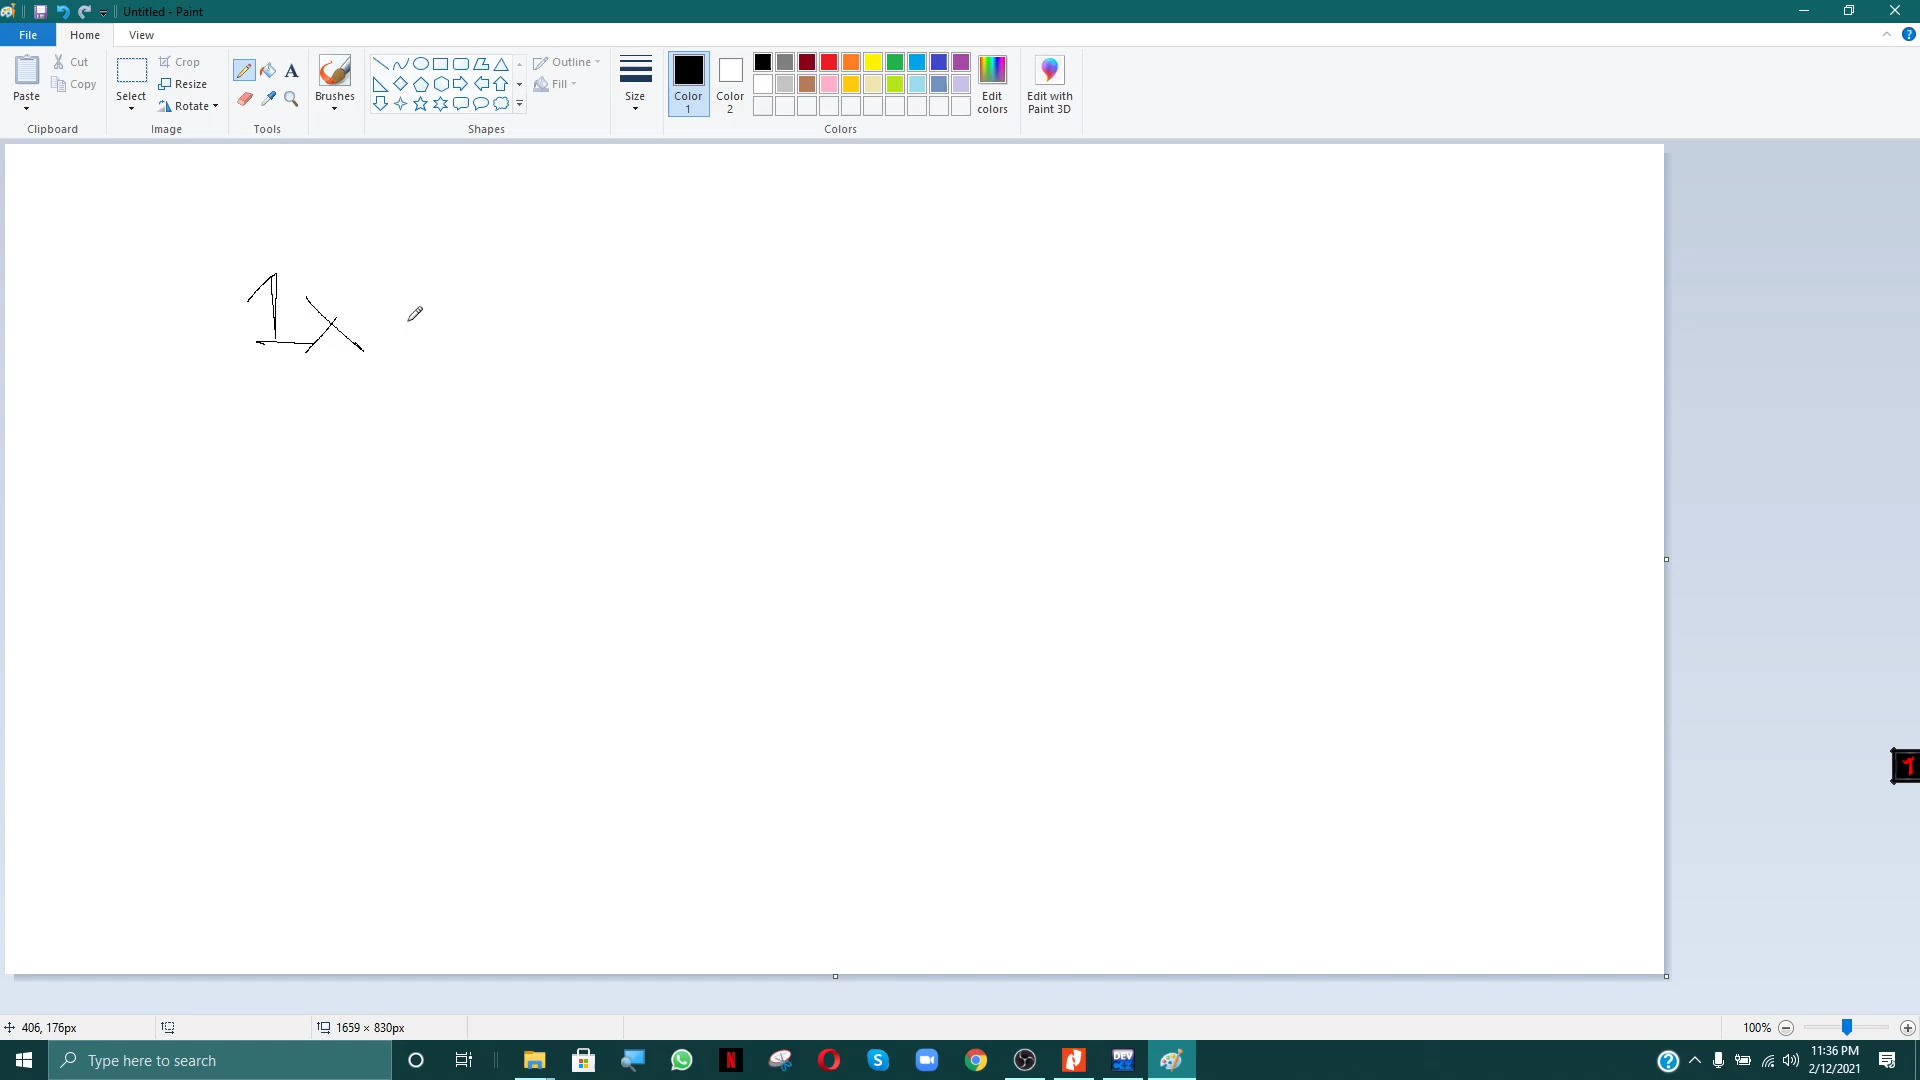 Untitled - Paint
File Home View
Paste Cut Copy Clipboard
Select Crop Resize Rotate Image
A Tools
Brushes
Shapes Outline Fill
Size
Color 1 Color 2 Edit colors Colors
Edit with Paint 3D
1x
1
406, 176px 1659 × 830px 100%
Type here to search N S DEV 11:36 PM
2/12/2021